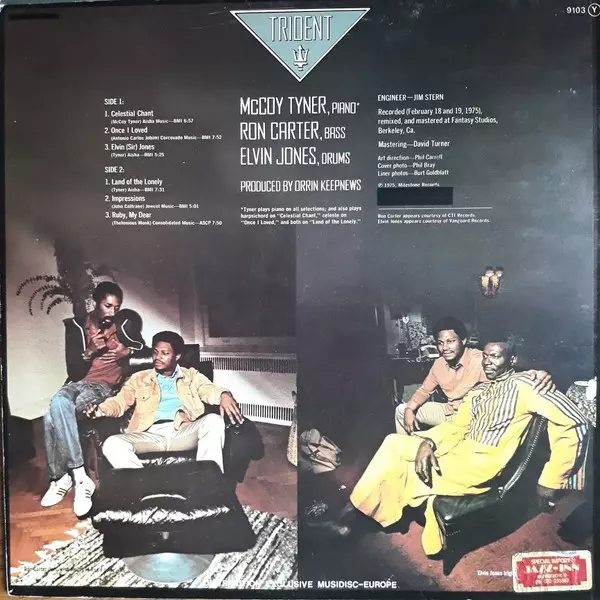 9103 Y
TRIDENT
SIDE 1:
1. Celestial Chant
(McCoy Tyner) Aisha Music—BMI 6:57
2. Once I Loved
(Antonio Carlos Jobim) Corcovado Music—BMI 7:52
3. Elvin (Sir) Jones
(Tyner) Aisha—BMI 5:25
SIDE 2:
1. Land of the Lonely
(Tyner) Aisha—BMI 7:31
2. Impressions
(John Coltrane) Jowcol Music—BMI 5:01
3. Ruby, My Dear
(Thelonious Monk) Consolidated Music—ASCP 7:50
McCOY TYNER, PIANO*
RON CARTER, BASS
ELVIN JONES, DRUMS
PRODUCED BY ORRIN KEEPNEWS
*Tyner plays piano on all selections; and also plays
harpsichord on "Celestial Chant," celeste on
"Once I Loved," and both on "Land of the Lonely."
ENGINEER—JIM STERN
Recorded (February 18 and 19, 1975),
remixed, and mastered at Fantasy Studios,
Berkeley, Ca.
Mastering—David Turner
Art direction—Phil Carroll
Cover photo—Phil Bray
Liner photos—Burt Goldblatt
℗ 1975, Milestone Records
Ron Carter appears courtesy of CTI Records.
Elvin Jones appears courtesy of Vanguard Records.
EXCLUSIVE MUSIDISC-EUROPE
Elvin Jones
SPECIAL IMPORT
JAZZ-INN